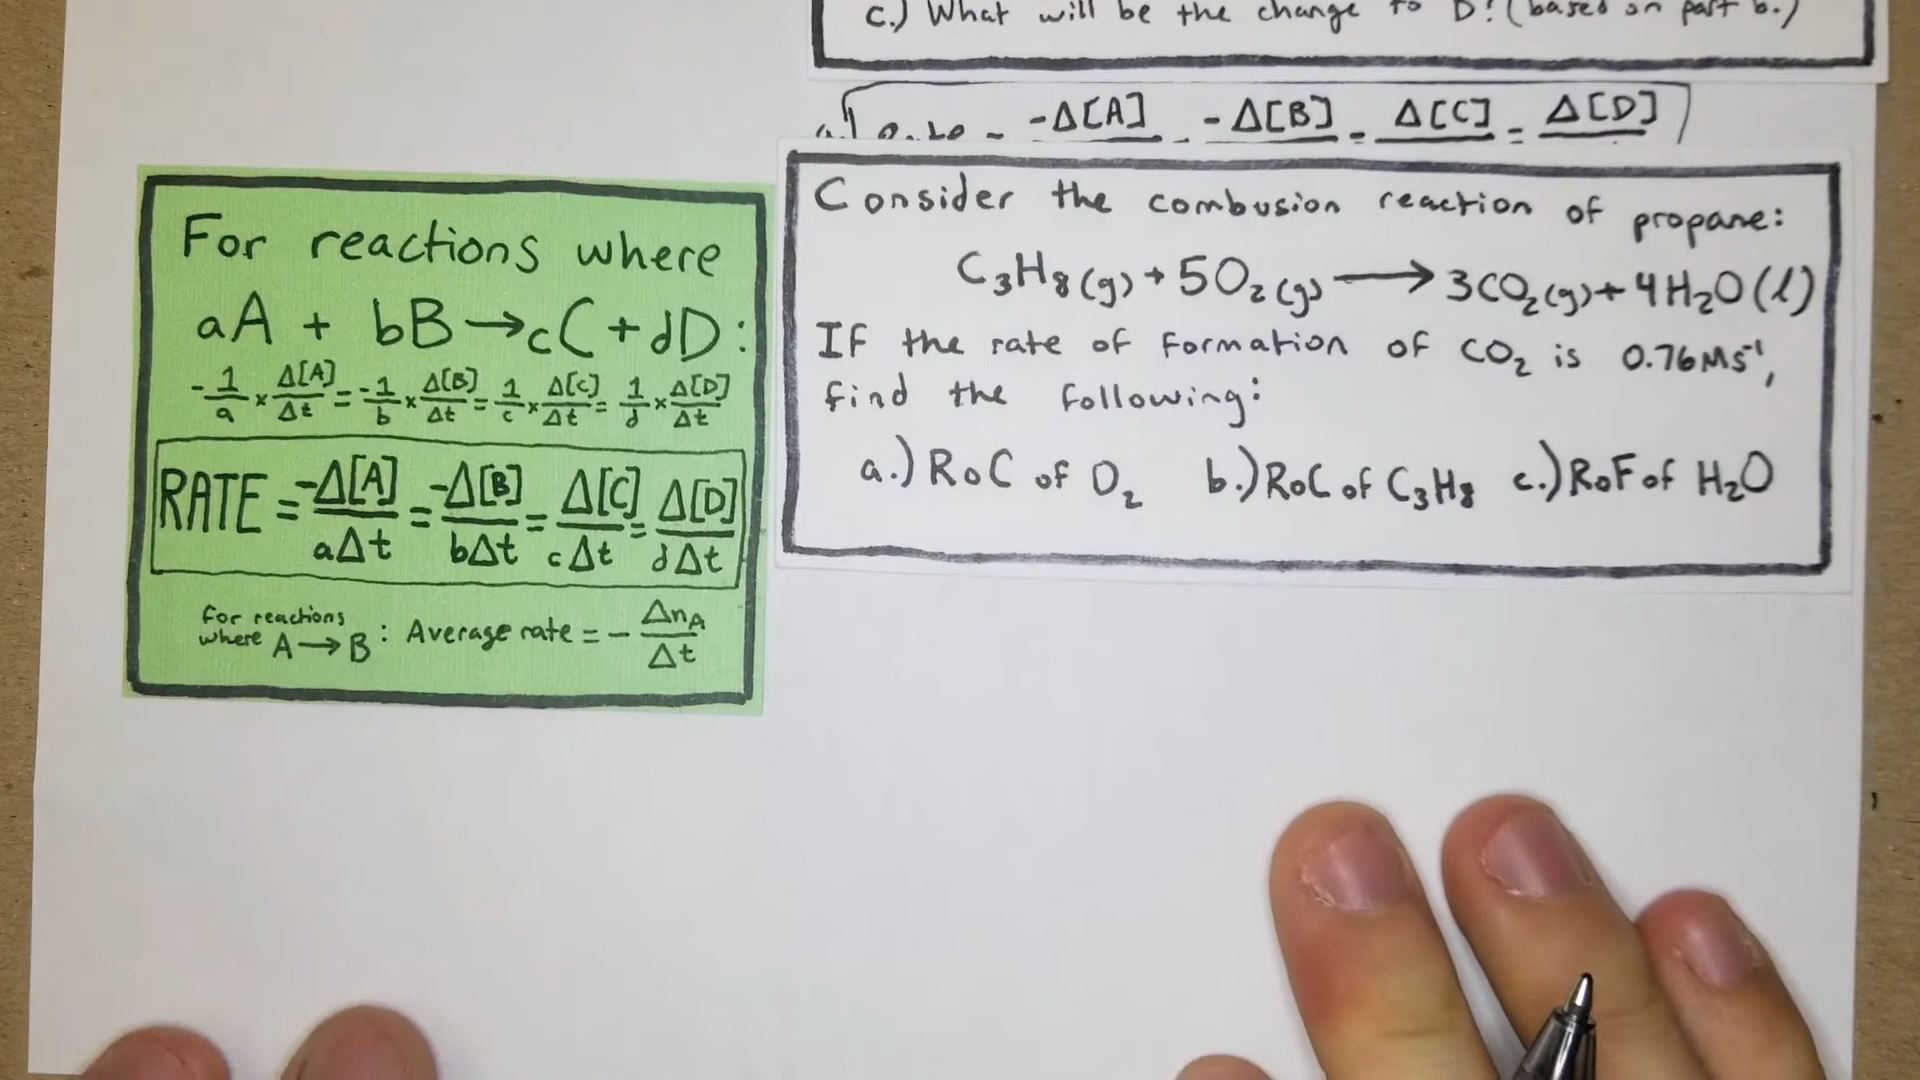 c.) What will be the change to D? (based on part b.)
-Δ[A] - Δ[B] = Δ[C] = Δ[D]
For reactions where
aA + bB → cC + dD:
-1/a × Δ[A]/Δt = -1/b × Δ[B]/Δt = 1/c × Δ[C]/Δt = 1/d × Δ[D]/Δt
RATE = -Δ[A]/aΔt = -Δ[B]/bΔt = Δ[C]/cΔt = Δ[D]/dΔt
for reactions where A → B : Average rate = - Δnₐ/Δt
Consider the combusion reaction of propane:
C₃H₈(g) + 5O₂(g) → 3CO₂(g) + 4H₂O(l)
If the rate of formation of CO₂ is 0.76Ms⁻¹,
find the following:
a.) RoC of O₂ b.) RoC of C₃H₈ c.) RoF of H₂O